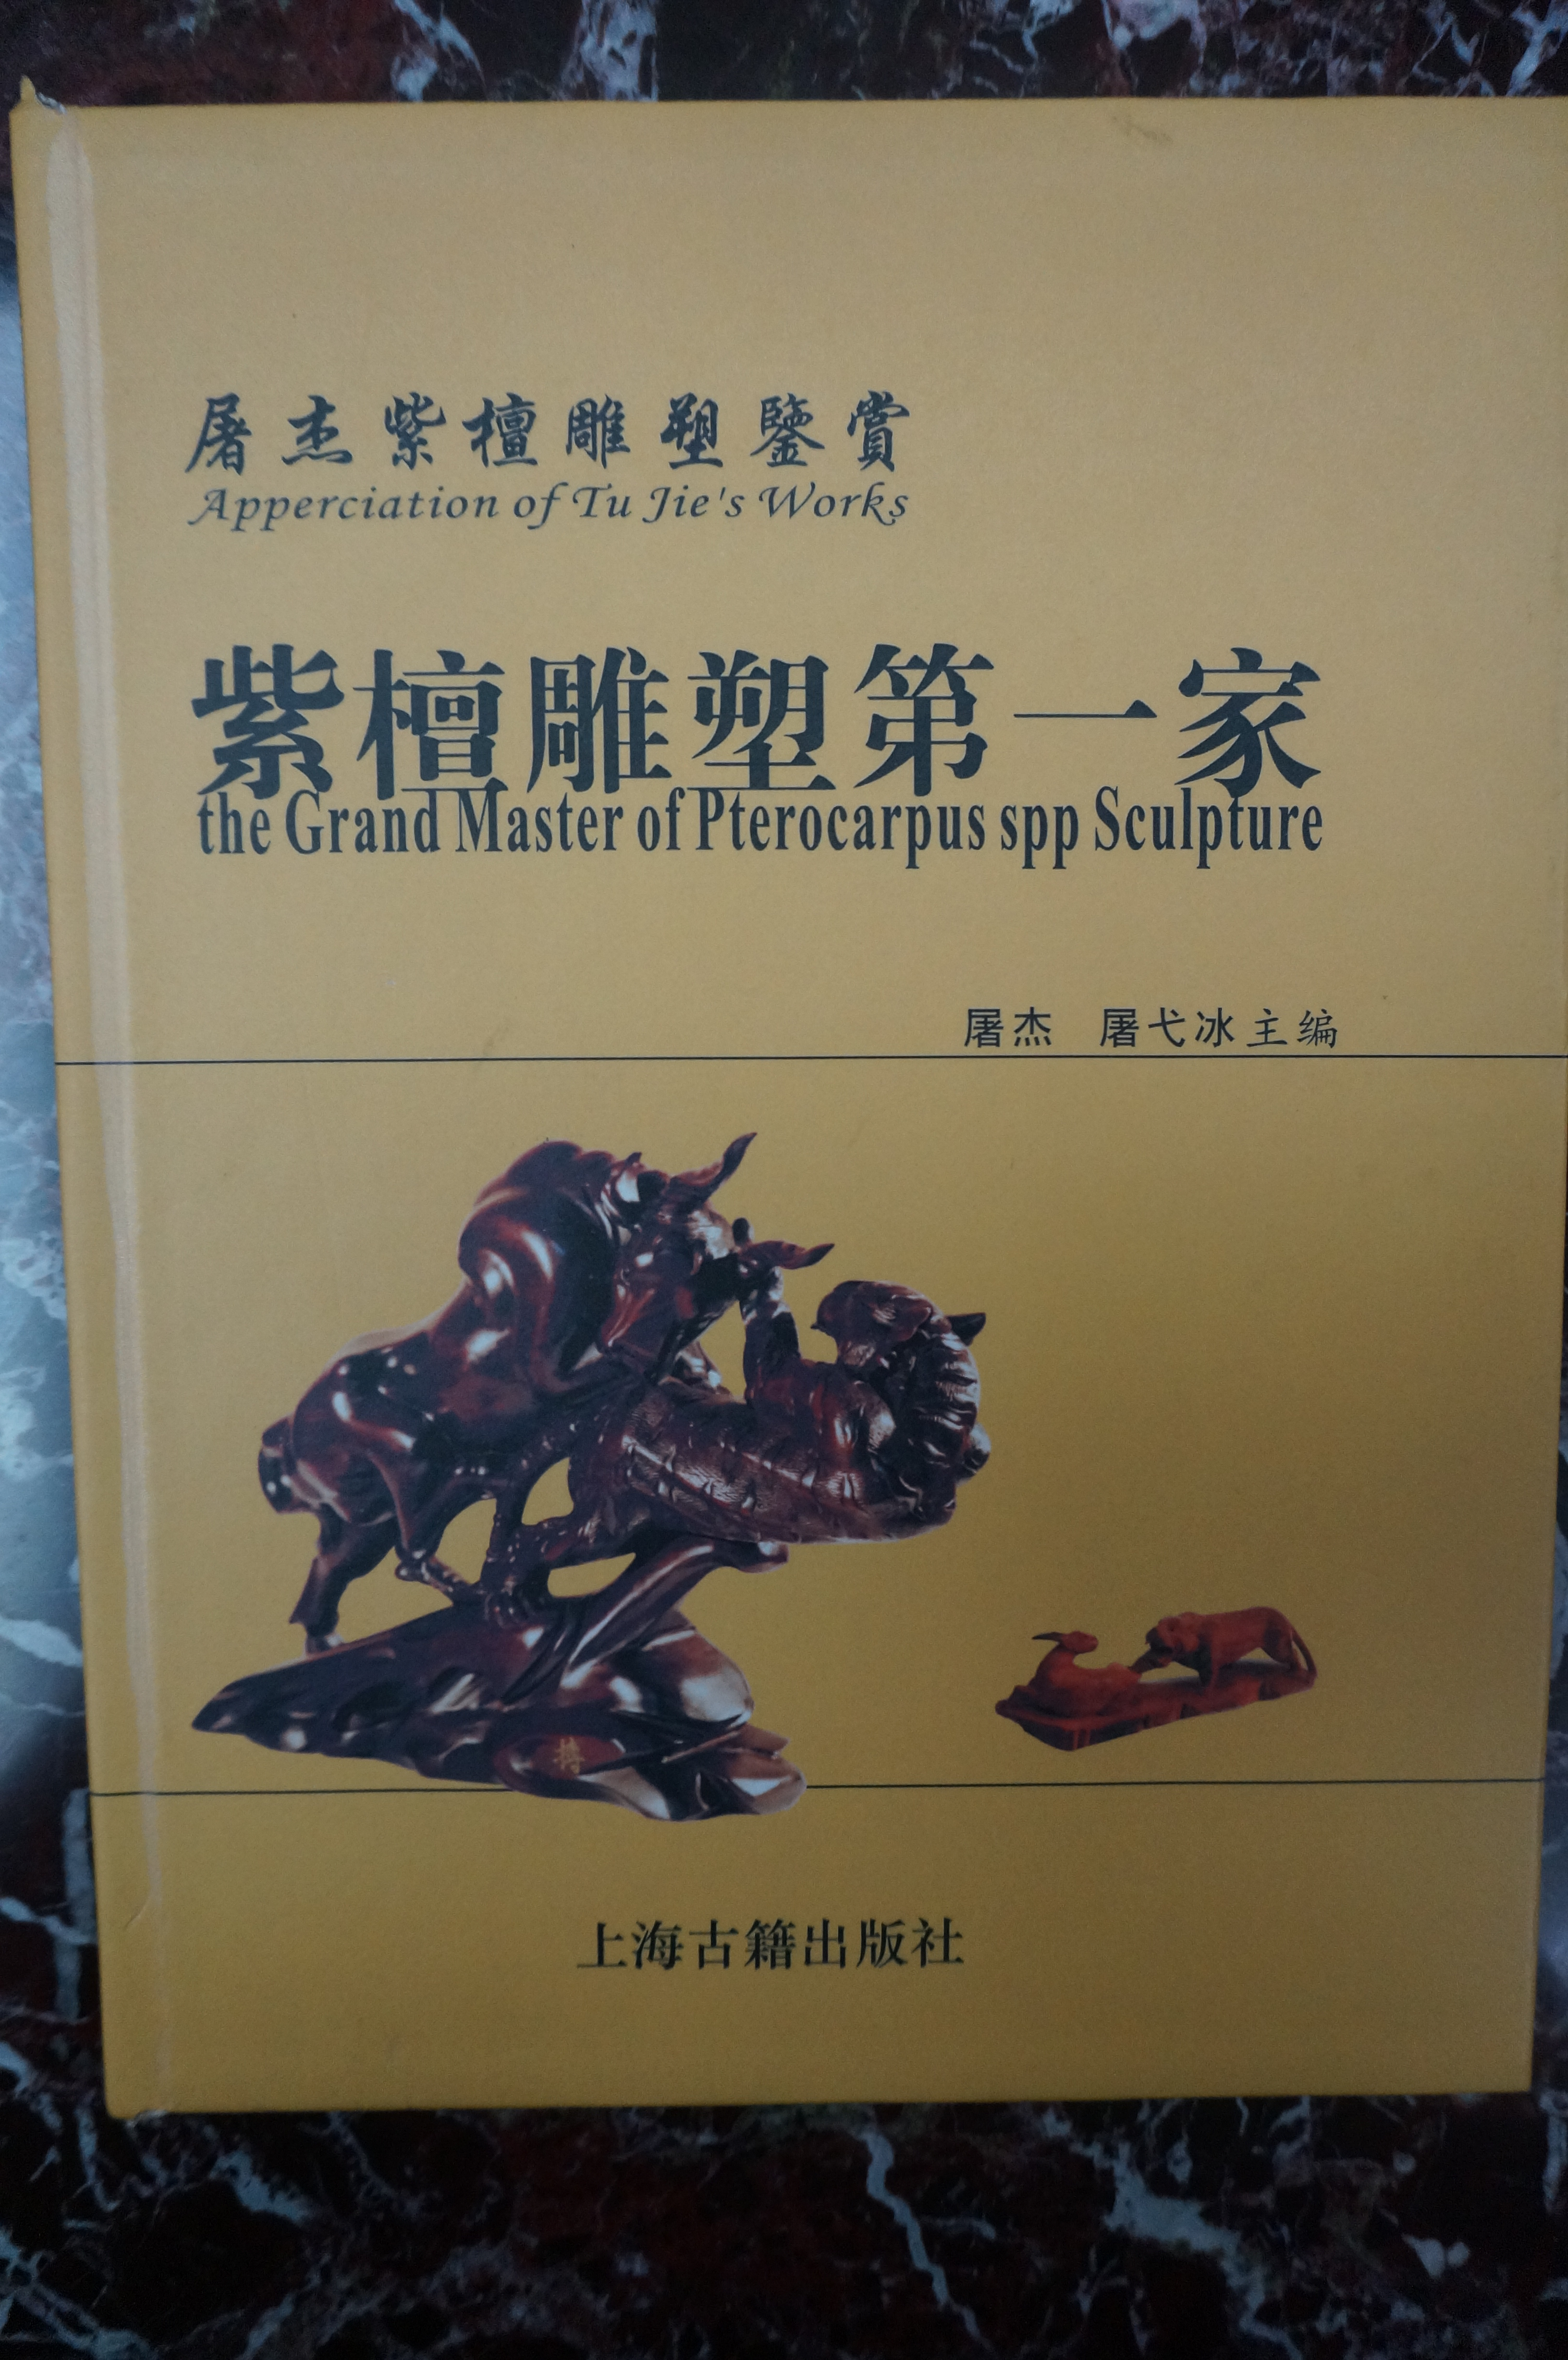 屠杰紫檀雕塑鑒賞
Apperciation of Tu Jie's Works
紫檀雕塑第一家
the Grand Master of Pterocarpus spp Sculpture
屠杰 屠弋冰主编
搏
上海古籍出版社